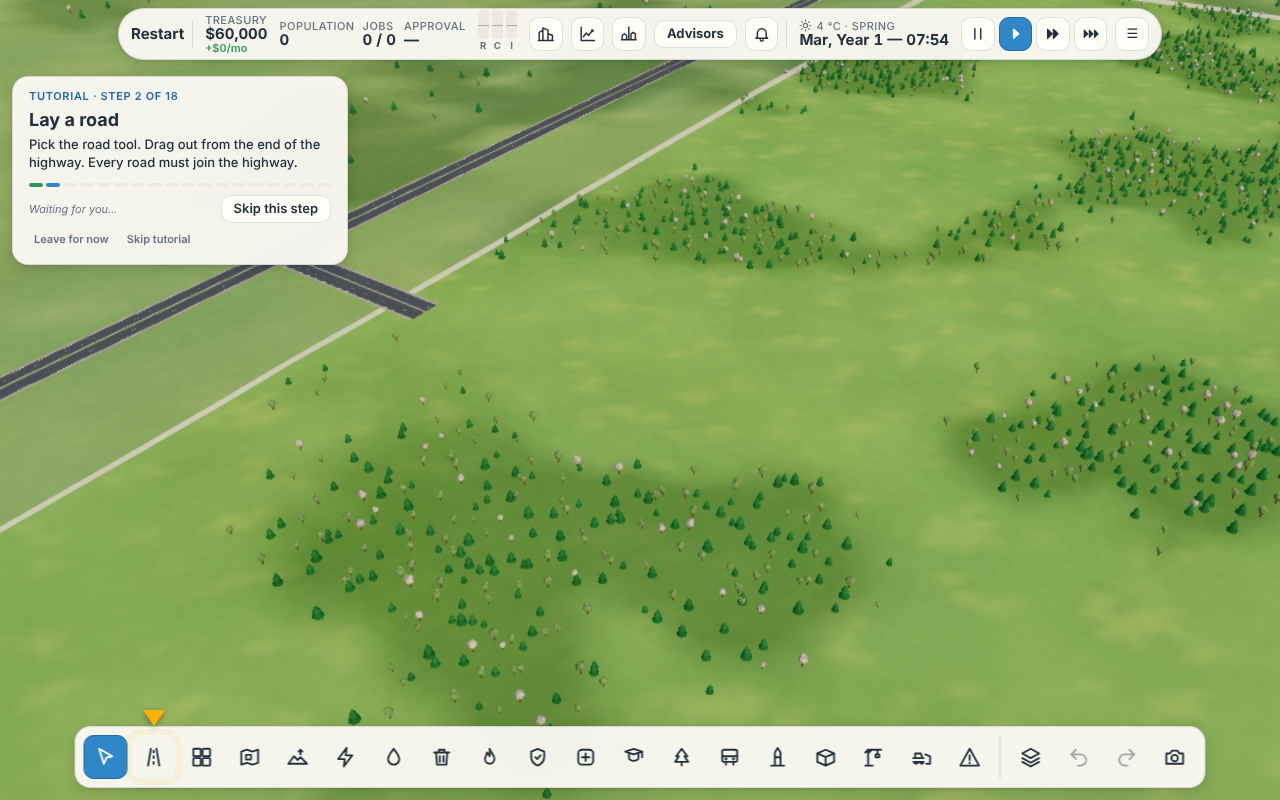 Restart
TREASURY
$60,000
+$0/mo
POPULATION
0
JOBS
0 / 0
APPROVAL
—
R C I
Advisors
4 °C · SPRING
Mar, Year 1 — 07:54
TUTORIAL · STEP 2 OF 18
Lay a road
Pick the road tool. Drag out from the end of the
highway. Every road must join the highway.
Waiting for you...
Skip this step
Leave for now
Skip tutorial